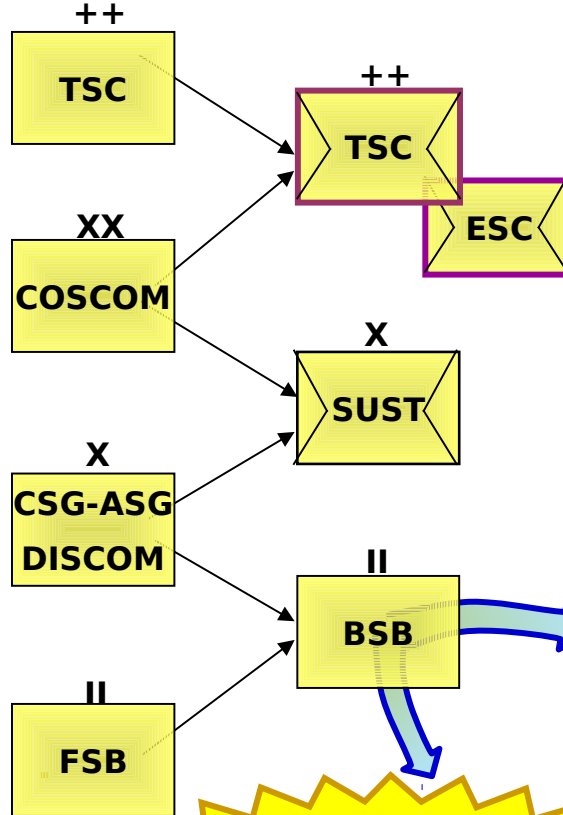 ++
TSC
++
TSC
ESC
XX
COSCOM
X
SUST
X
CSG-ASG
DISCOM
II
BSB
II
FSB